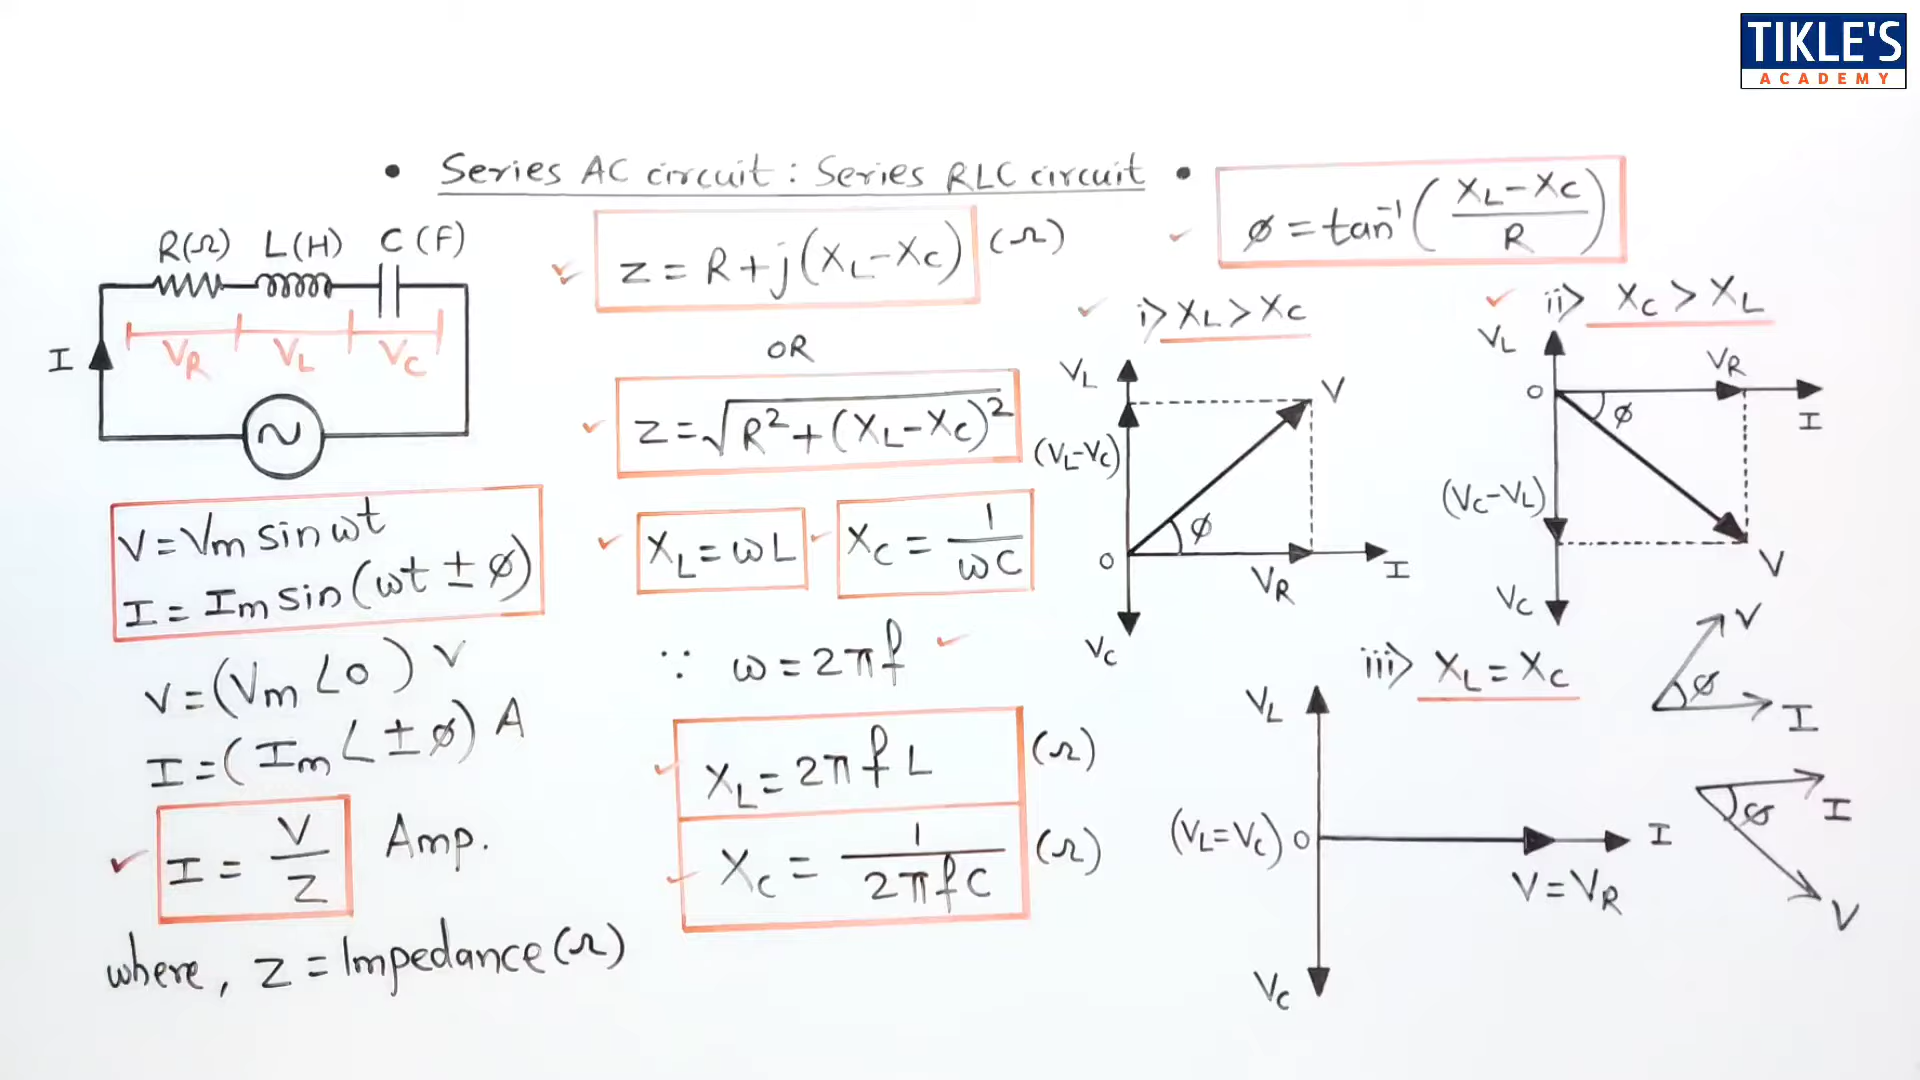 TIKLE'S
ACADEMY
• Series AC circuit : Series RLC circuit •
R(Ω) L(H) C (F)
I
VR VL VC
V = Vm sin ωt
I = Im sin (ωt ± ø)
V = (Vm ∠0) V
I = (Im ∠ ± ø) A
I = V/Z Amp.
where, Z = Impedance (Ω)
Z = R + j (XL – XC) (Ω)
OR
Z = √R² + (XL – XC)²
XL = ωL
XC = 1/ωC
∵ ω = 2πf
XL = 2πfL (Ω)
XC = 1/2πfC (Ω)
ø = tan⁻¹ ( XL – XC / R )
i> XL > XC
VL
V
(VL–VC)
ø
O
VR
I
VC
ii> XC > XL
VL
VR
O
ø
I
(VC–VL)
V
VC
iii> XL = XC
VL
(VL=VC) O
I
V = VR
VC
V
ø
I
ø
I
V